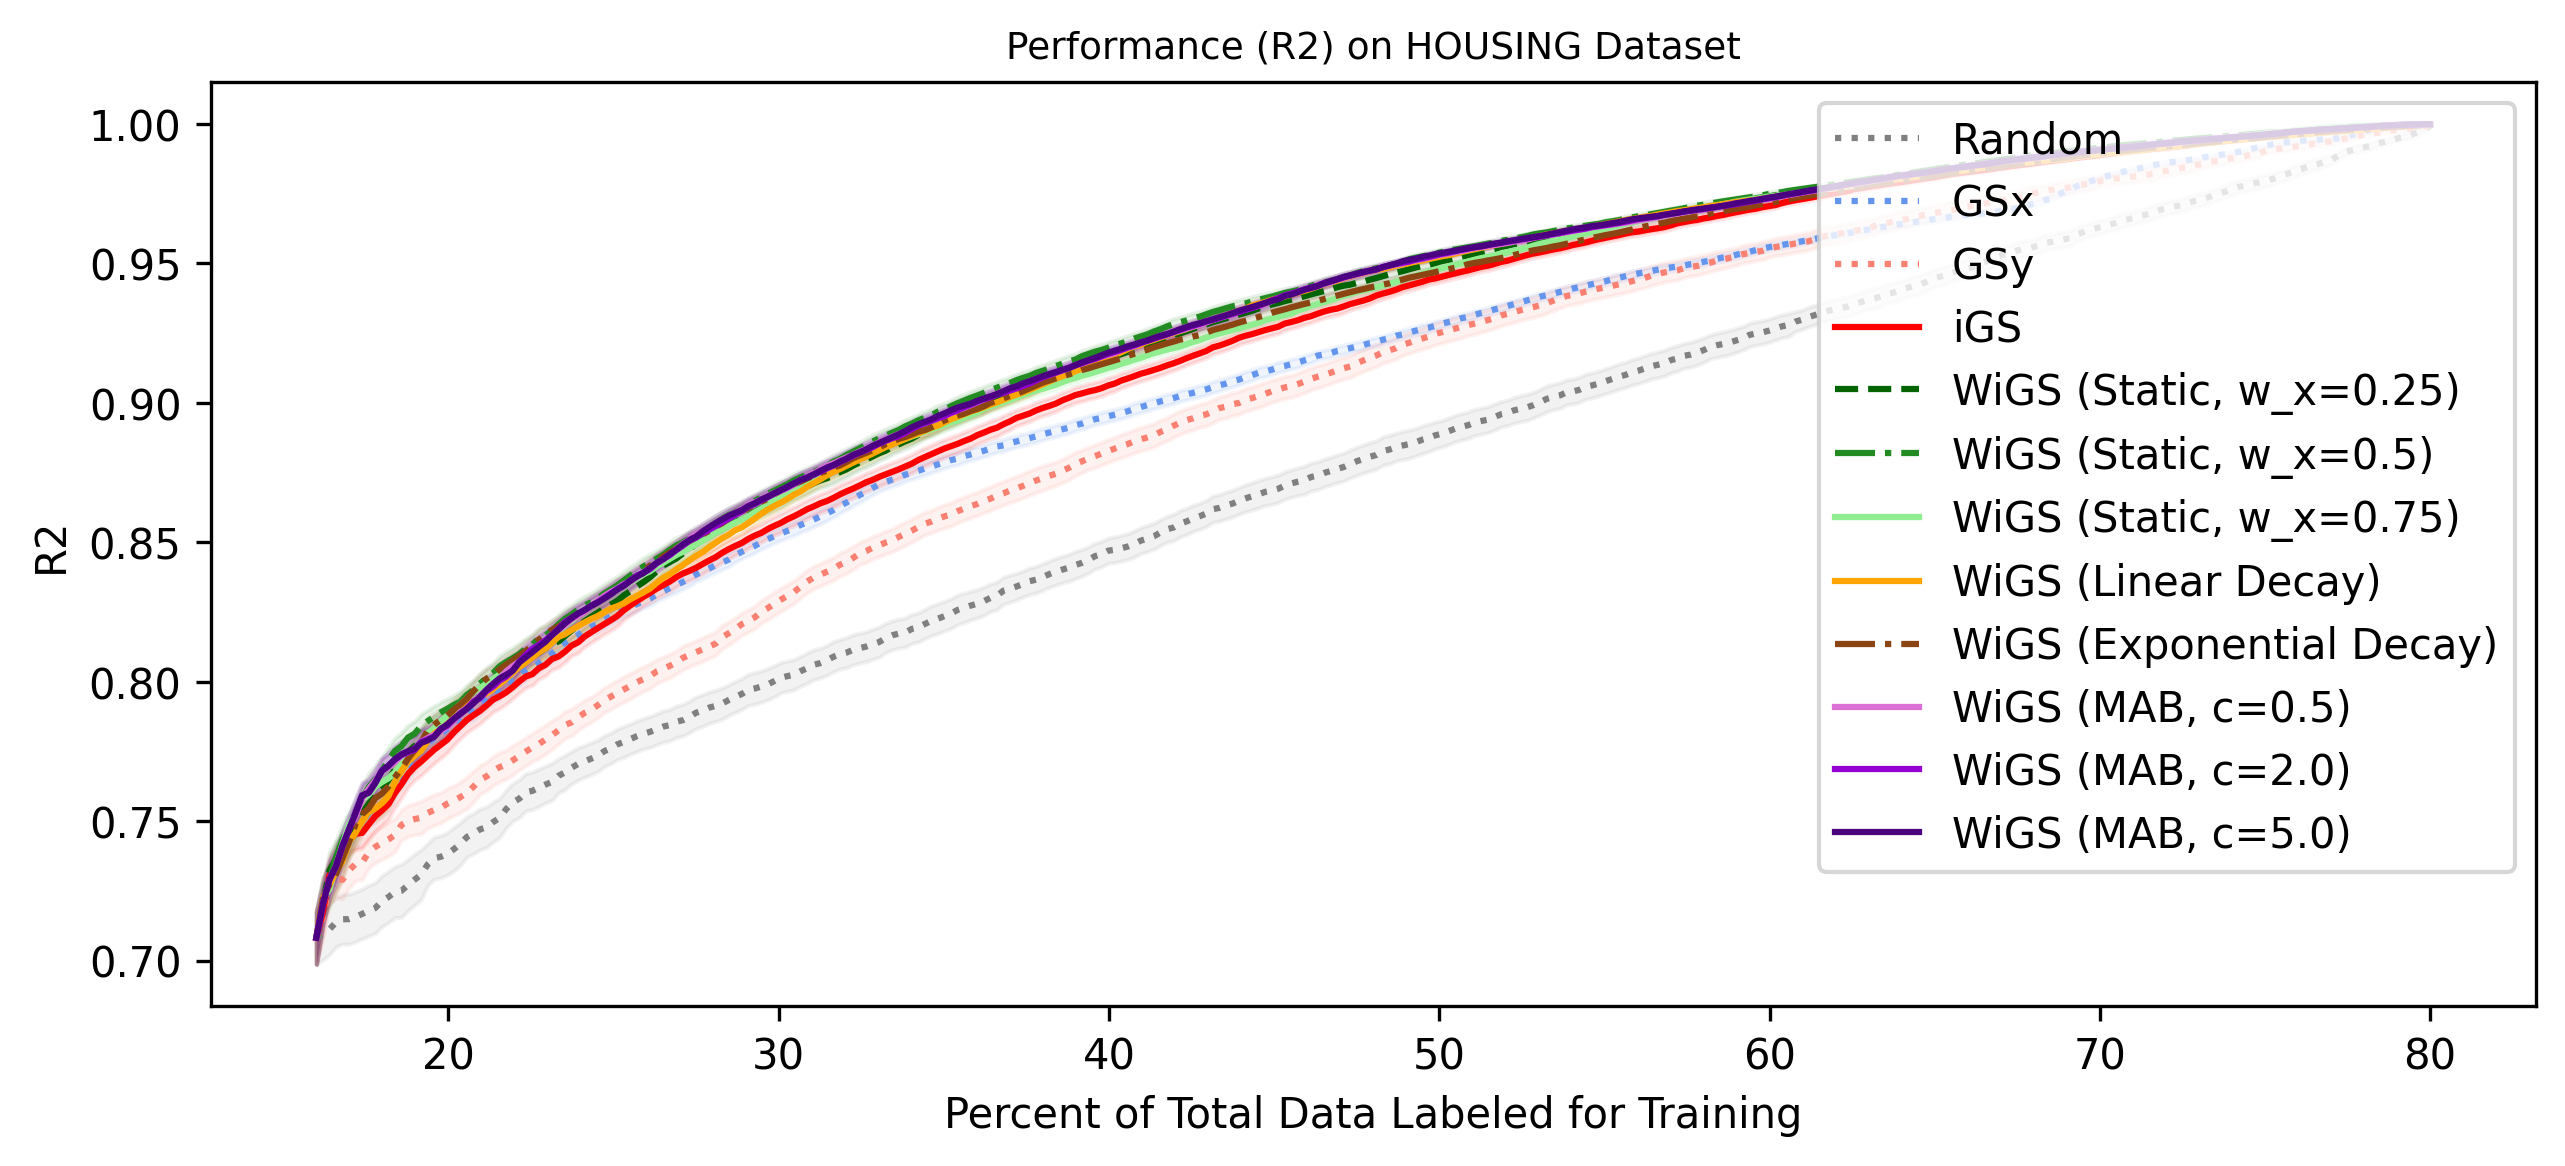 Performance (R2) on HOUSING Dataset
R2
1.00
0.95
0.90
0.85
0.80
0.75
0.70
20 30 40 50 60 70 80
Percent of Total Data Labeled for Training
Random
GSx
GSy
iGS
WiGS (Static, w_x=0.25)
WiGS (Static, w_x=0.5)
WiGS (Static, w_x=0.75)
WiGS (Linear Decay)
WiGS (Exponential Decay)
WiGS (MAB, c=0.5)
WiGS (MAB, c=2.0)
WiGS (MAB, c=5.0)